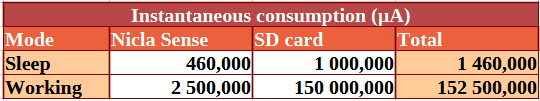 Instantaneous consumption (µA)
Mode Nicla Sense SD card Total
Sleep 460,000 1 000,000 1 460,000
Working 2 500,000 150 000,000 152 500,000